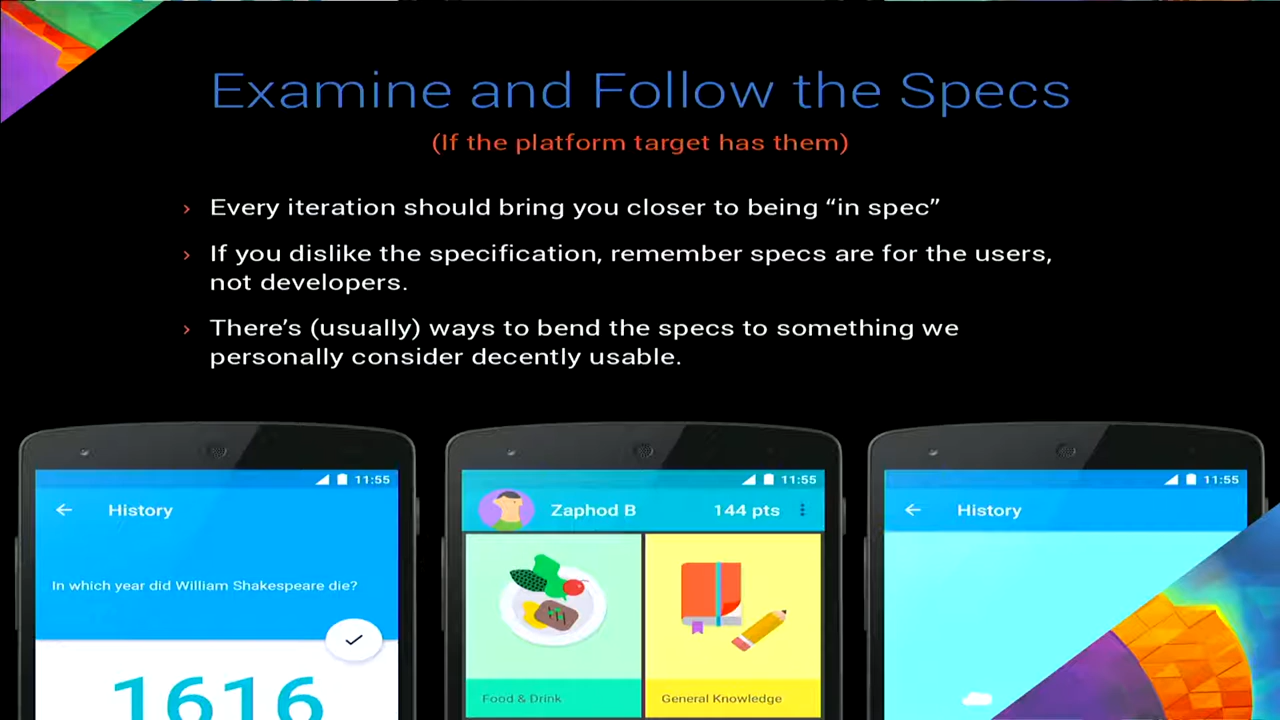 Examine and Follow the Specs
(If the platform target has them)
› Every iteration should bring you closer to being “in spec”
› If you dislike the specification, remember specs are for the users,
not developers.
› There’s (usually) ways to bend the specs to something we
personally consider decently usable.
11:55
History
In which year did William Shakespeare die?
1616
11:55
Zaphod B 144 pts
Food & Drink
General Knowledge
11:55
History